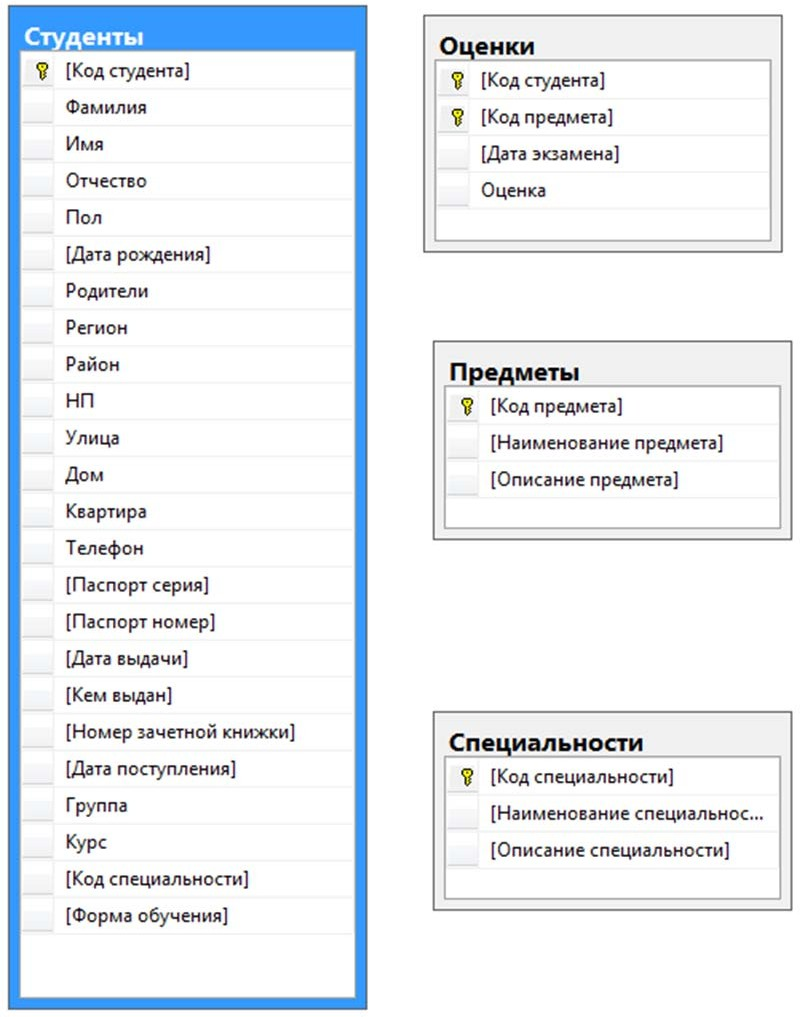 Студенты
[Код студента]
Фамилия
Имя
Отчество
Пол
[Дата рождения]
Родители
Регион
Район
НП
Улица
Дом
Квартира
Телефон
[Паспорт серия]
[Паспорт номер]
[Дата выдачи]
[Кем выдан]
[Номер зачетной книжки]
[Дата поступления]
Группа
Курс
[Код специальности]
[Форма обучения]
Оценки
[Код студента]
[Код предмета]
[Дата экзамена]
Оценка
Предметы
[Код предмета]
[Наименование предмета]
[Описание предмета]
Специальности
[Код специальности]
[Наименование специальнос...
[Описание специальности]